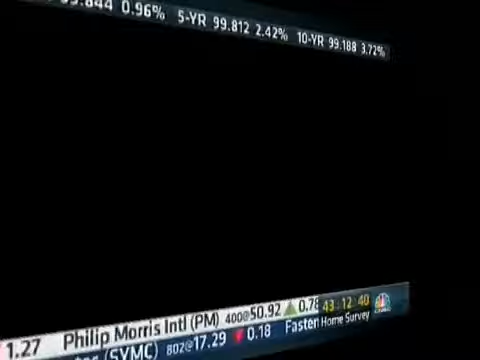 0.96% 5-YR 99.812 2.42% 10-YR 99.188 3.72%
1.27 Philip Morris Intl (PM) 400@50.92 0.78 43:12:40
(SYMC) 802@17.29 0.18 Fasten Home Survey